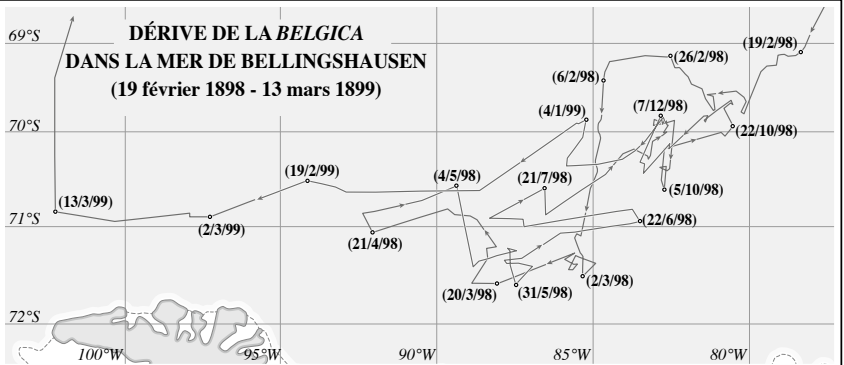 DÉRIVE DE LA BELGICA
DANS LA MER DE BELLINGSHAUSEN
(19 février 1898 - 13 mars 1899)
69°S
(19/2/98)
(26/2/98)
(6/2/98)
(4/1/99)
(7/12/98)
70°S
(22/10/98)
(19/2/99)
(4/5/98)
(21/7/98)
(5/10/98)
(13/3/99)
71°S
(2/3/99)
(21/4/98)
(22/6/98)
(20/3/98)
(31/5/98)
(2/3/98)
72°S
100°W
95°W
90°W
85°W
80°W